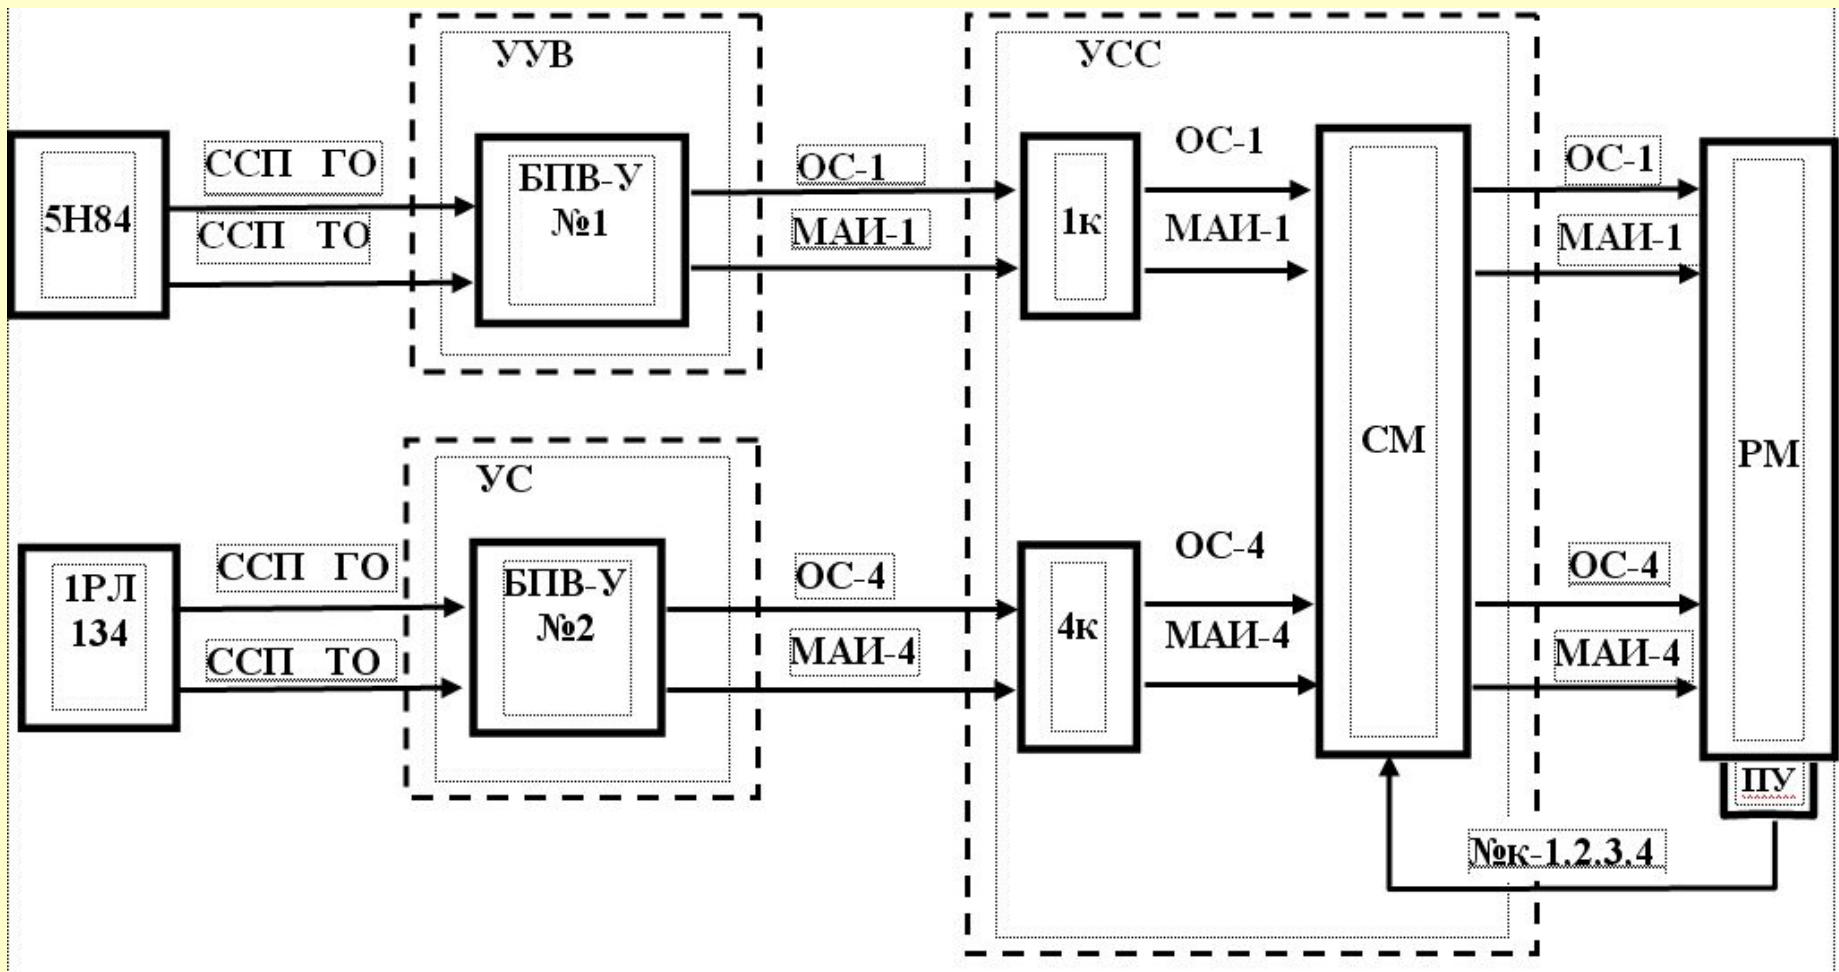 УУВ
УСС
5Н84
ССП ГО
ССП ТО
БПВ-У
№1
ОС-1
МАИ-1
1к
ОС-1
МАИ-1
СМ
ОС-1
МАИ-1
РМ
УС
1РЛ
134
ССП ГО
ССП ТО
БПВ-У
№2
ОС-4
МАИ-4
4к
ОС-4
МАИ-4
ОС-4
МАИ-4
ПУ
№к-1.2.3.4